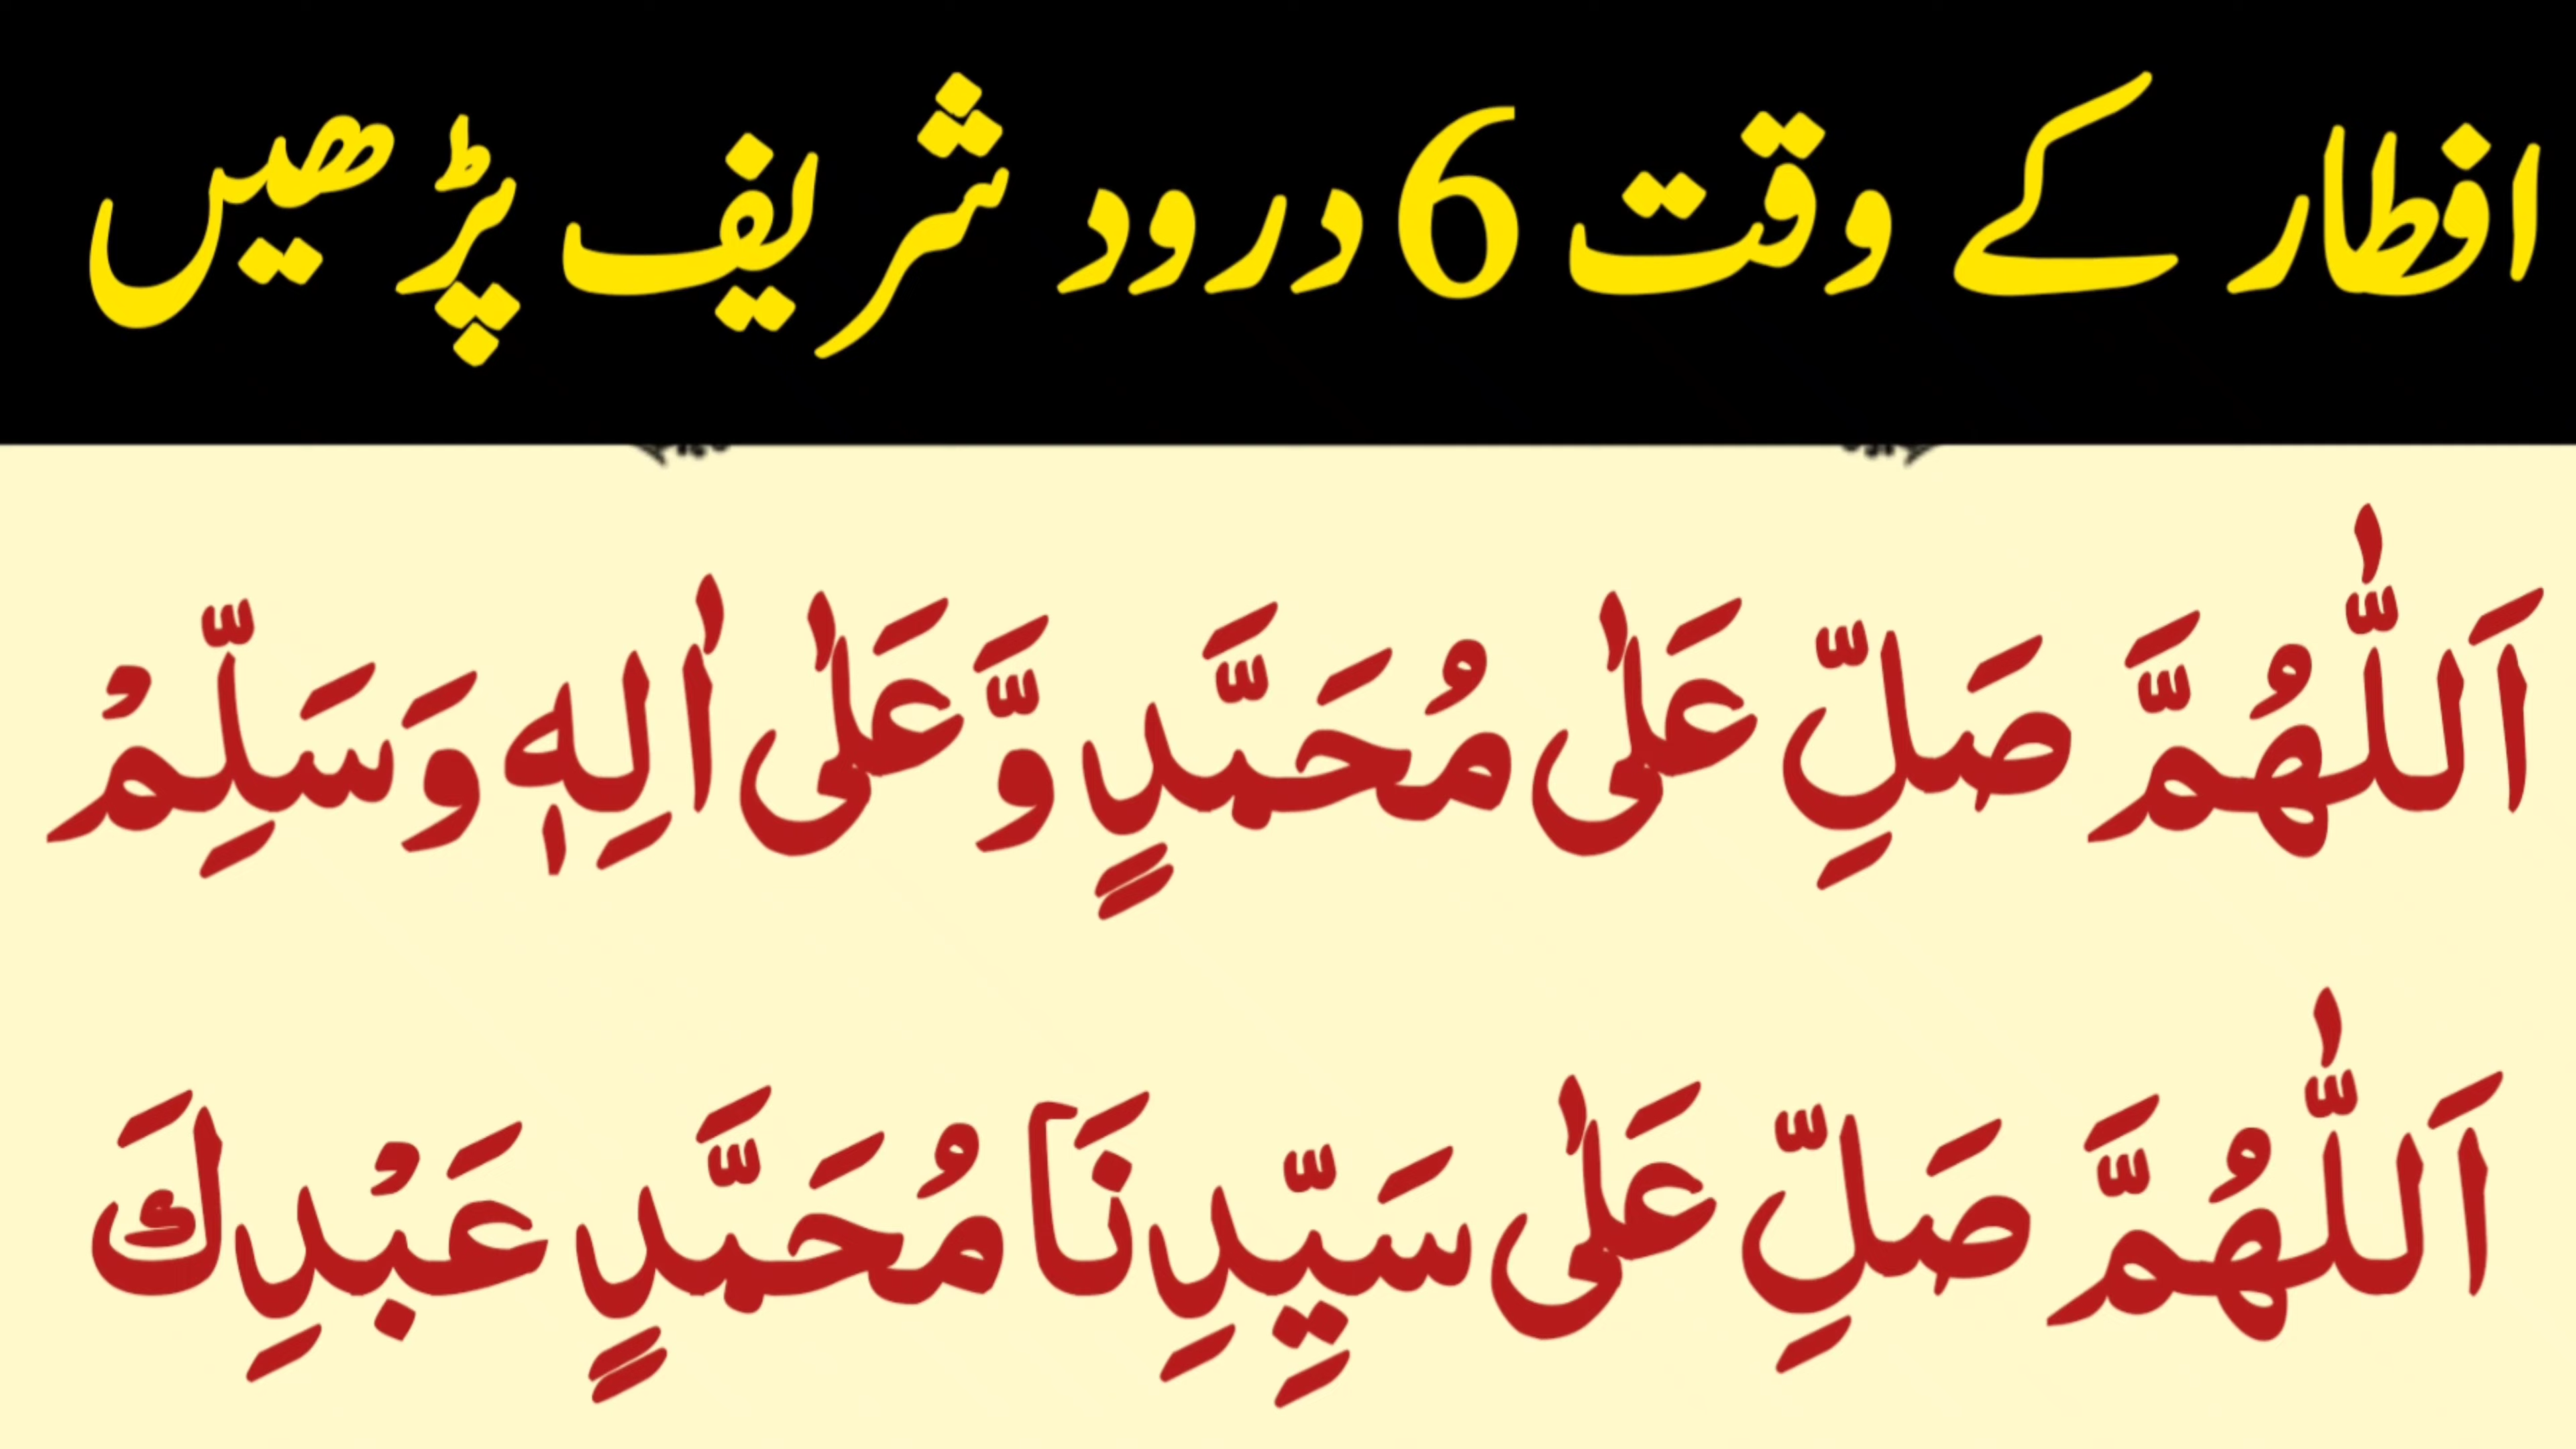 افطار کے وقت 6 درود شریف پڑھیں
اَللّٰهُمَّ صَلِّ عَلٰى مُحَمَّدٍ وَّعَلٰى اٰلِهٖ وَسَلِّمْ
اَللّٰهُمَّ صَلِّ عَلٰى سَيِّدِنَا مُحَمَّدٍ عَبْدِكَ